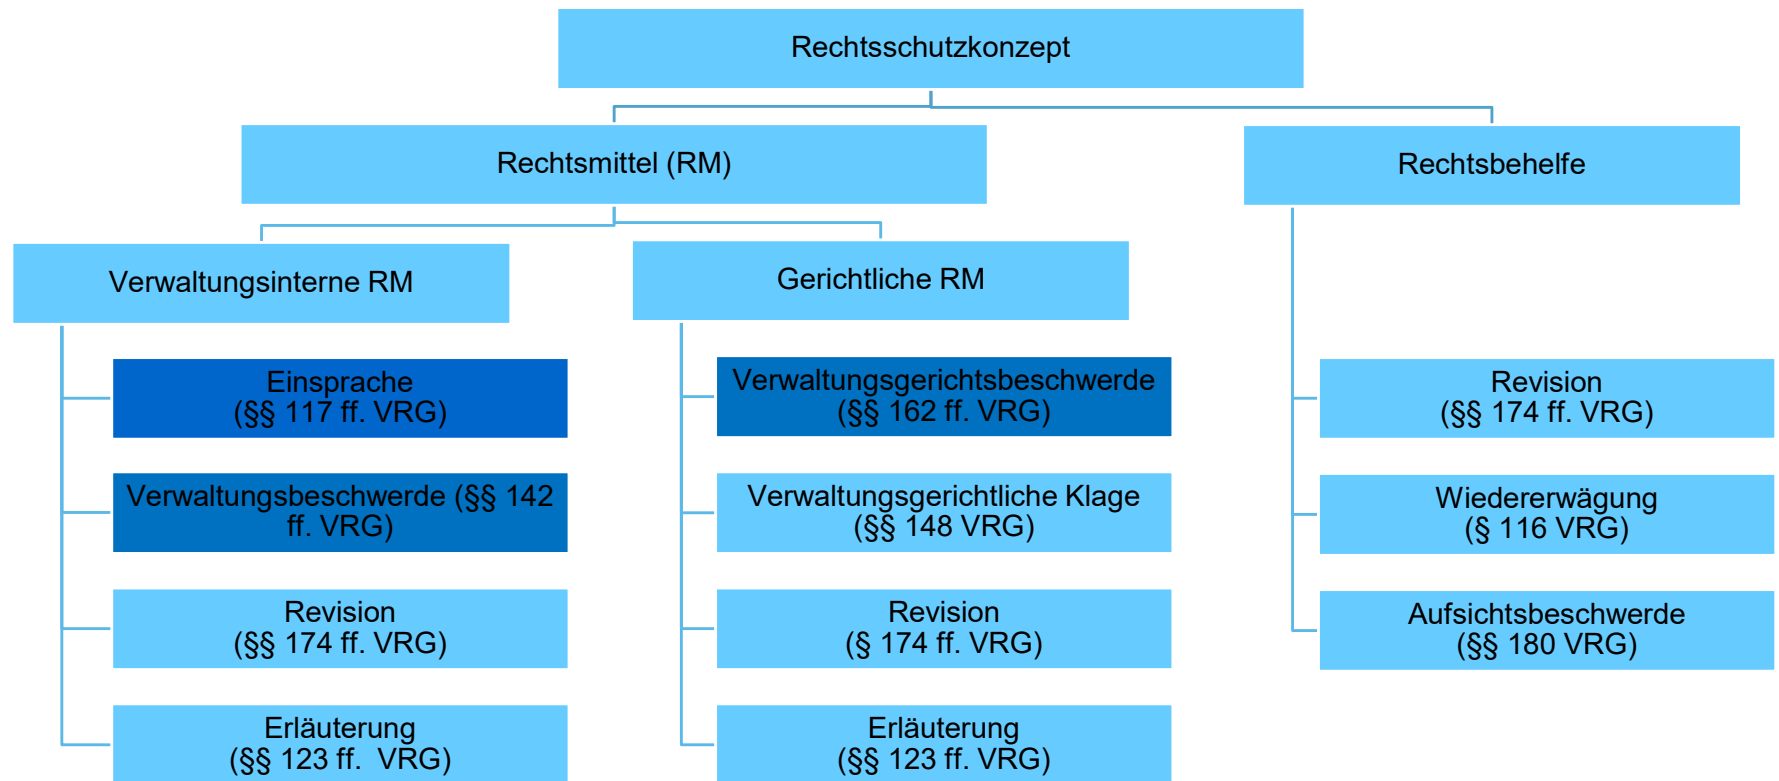 Rechtsschutzkonzept
Rechtsmittel (RM)
Rechtsbehelfe
Verwaltungsinterne RM
Gerichtliche RM
Einsprache
(§§ 117 ff. VRG)
Verwaltungsbeschwerde (§§ 142
ff. VRG)
Revision
(§§ 174 ff. VRG)
Erläuterung
(§§ 123 ff.  VRG)
Verwaltungsgerichtsbeschwerde
(§§ 162 ff. VRG)
Verwaltungsgerichtliche Klage
(§§ 148 VRG)
Revision
(§ 174 ff. VRG)
Erläuterung
(§§ 123 ff. VRG)
Revision
(§§ 174 ff. VRG)
Wiedererwägung
(§ 116 VRG)
Aufsichtsbeschwerde
(§§ 180 VRG)